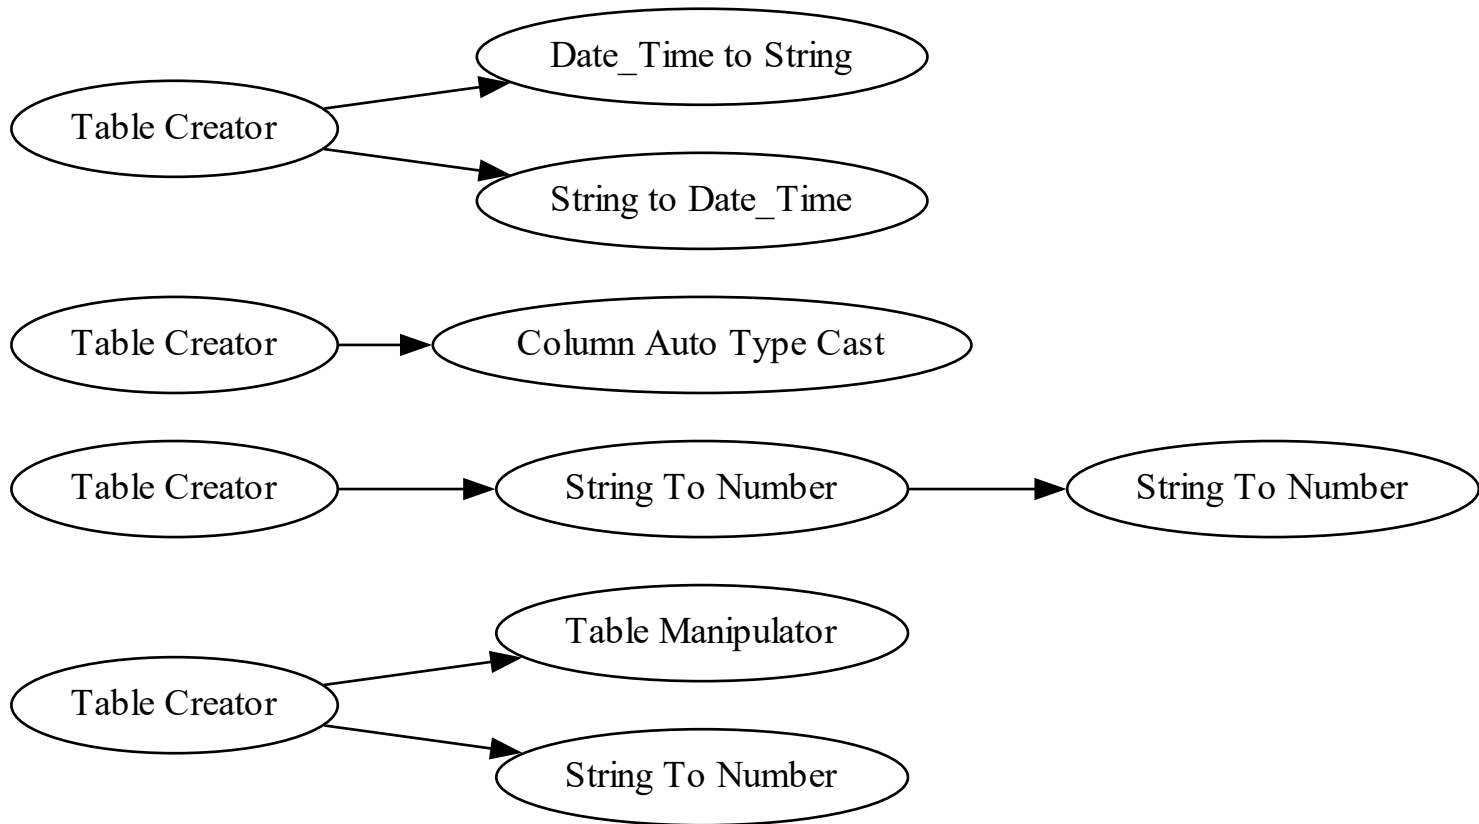 Date_Time to String
Table Creator
String to Date_Time
Table Creator
Column Auto Type Cast
Table Creator
String To Number
String To Number
Table Manipulator
Table Creator
String To Number